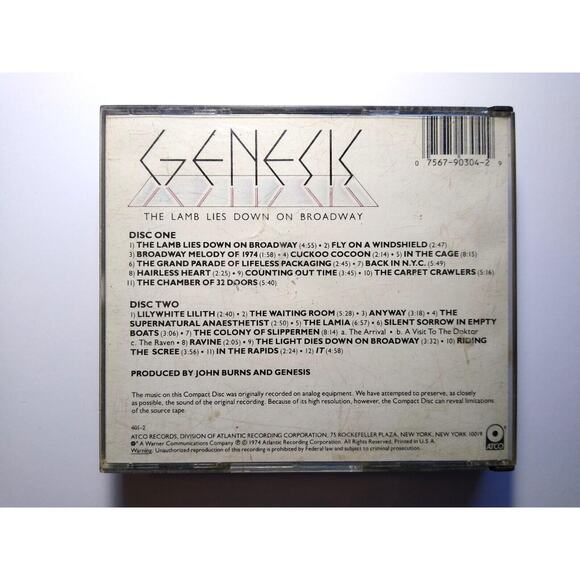 GENESIS
0 7567-90304-2 9
THE LAMB LIES DOWN ON BROADWAY
DISC ONE
1) THE LAMB LIES DOWN ON BROADWAY (4:55) • 2) FLY ON A WINDSHIELD (2:47)
3) BROADWAY MELODY OF 1974 (1:58) • 4) CUCKOO COCOON (2:14) • 5) IN THE CAGE (8:15)
6) THE GRAND PARADE OF LIFELESS PACKAGING (2:45) • 7) BACK IN N.Y.C. (5:49)
8) HAIRLESS HEART (2:25) • 9) COUNTING OUT TIME (3:45) • 10) THE CARPET CRAWLERS (5:16)
11) THE CHAMBER OF 32 DOORS (5:40)
DISC TWO
1) LILYWHITE LILITH (2:40) • 2) THE WAITING ROOM (5:28) • 3) ANYWAY (3:18) • 4) THE
SUPERNATURAL ANAESTHETIST (2:50) • 5) THE LAMIA (6:57) • 6) SILENT SORROW IN EMPTY
BOATS (3:06) • 7) THE COLONY OF SLIPPERMEN (8:14) a. The Arrival • b. A Visit To The Doktor
c. The Raven • 8) RAVINE (2:05) • 9) THE LIGHT DIES DOWN ON BROADWAY (3:32) • 10) RIDING
THE SCREE (3:56) • 11) IN THE RAPIDS (2:24) • 12) IT (4:58)
PRODUCED BY JOHN BURNS AND GENESIS
The music on this Compact Disc was originally recorded on analog equipment. We have attempted to preserve, as closely
as possible, the sound of the original recording. Because of its high resolution, however, the Compact Disc can reveal limitations
of the source tape.
401-2
ATCO RECORDS, DIVISION OF ATLANTIC RECORDING CORPORATION, 75 ROCKEFELLER PLAZA, NEW YORK, NEW YORK 10019
A Warner Communications Company ℗ © 1974 Atlantic Recording Corporation. All Rights Reserved. Printed in U.S.A.
Warning: Unauthorized reproduction of this recording is prohibited by Federal law and subject to criminal prosecution.
ATCO